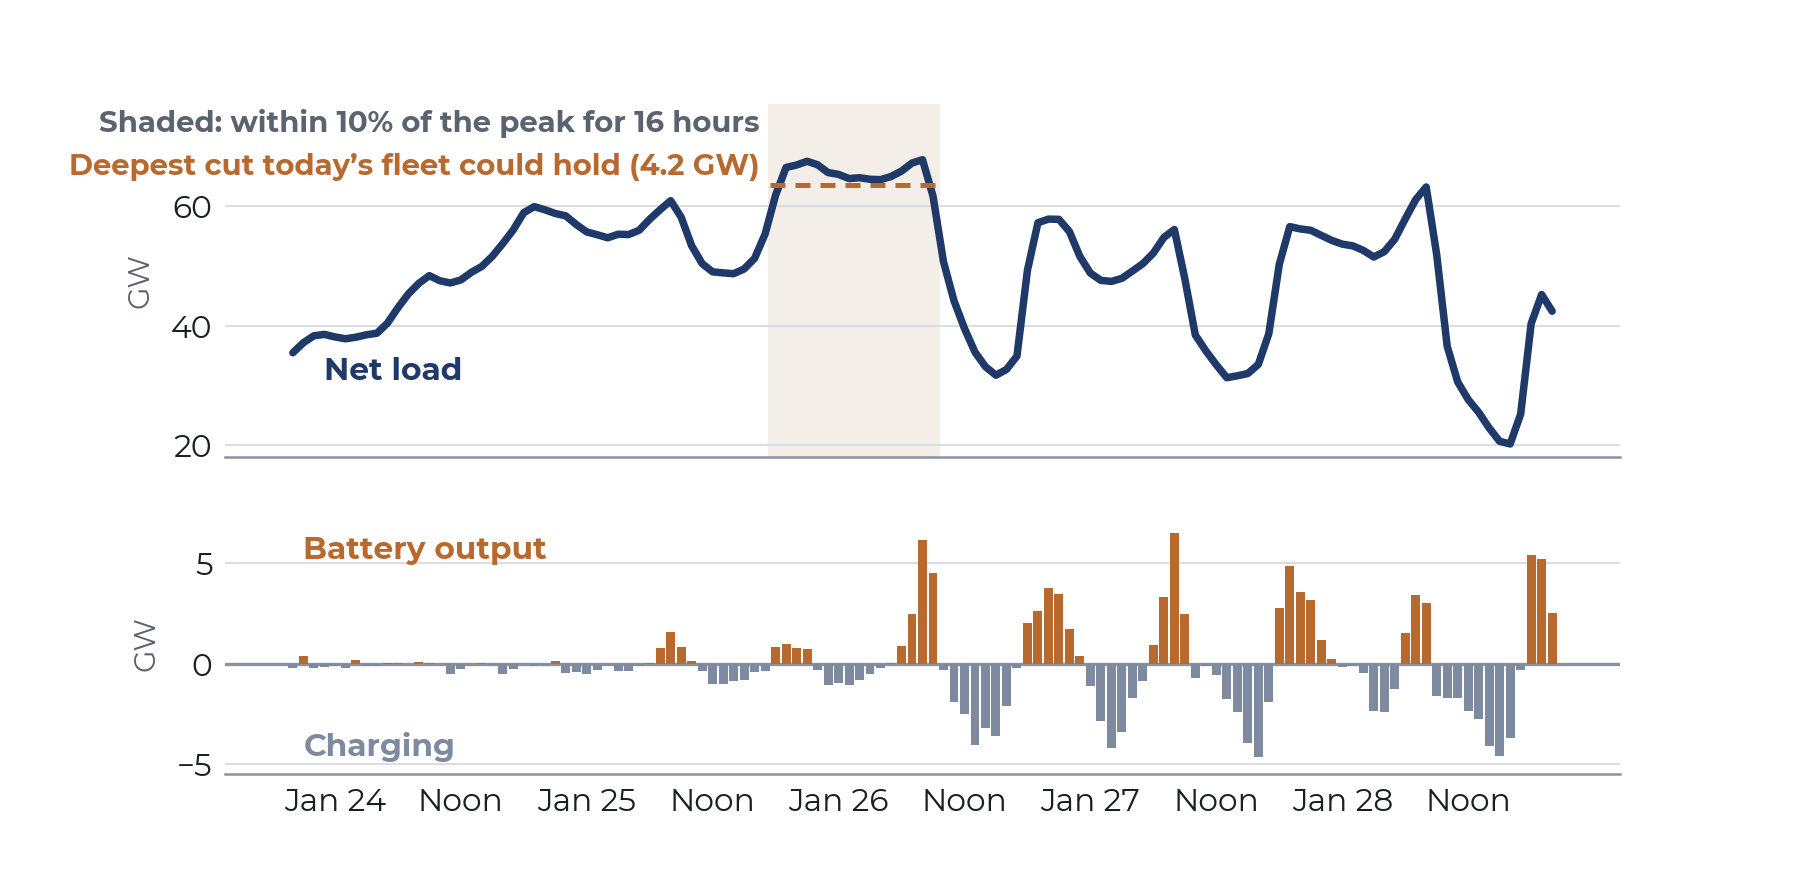 Shaded: within 10% of the peak for 16 hours
Deepest cut today’s fleet could hold (4.2 GW)
60
40
20
GW
Net load
Battery output
5
0
−5
GW
Charging
Jan 24 Noon Jan 25 Noon Jan 26 Noon Jan 27 Noon Jan 28 Noon